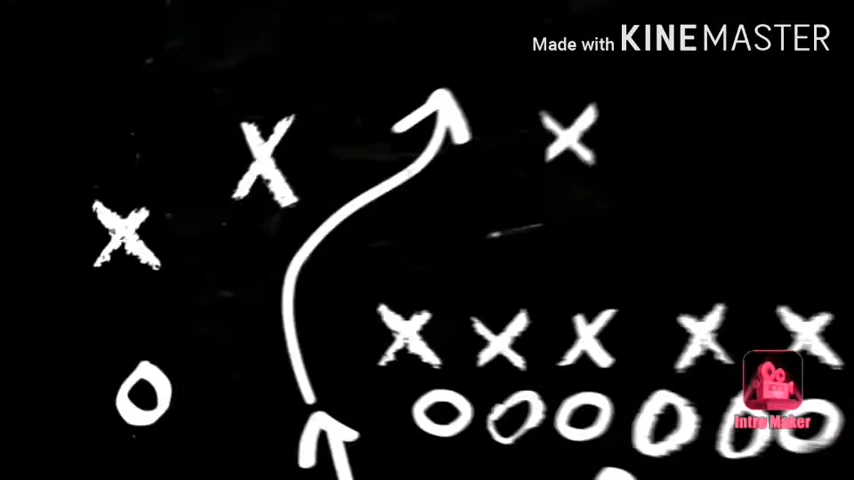 Made with KINEMASTER
X X
X
X X X X X
O
O O O O O O
Intro Maker